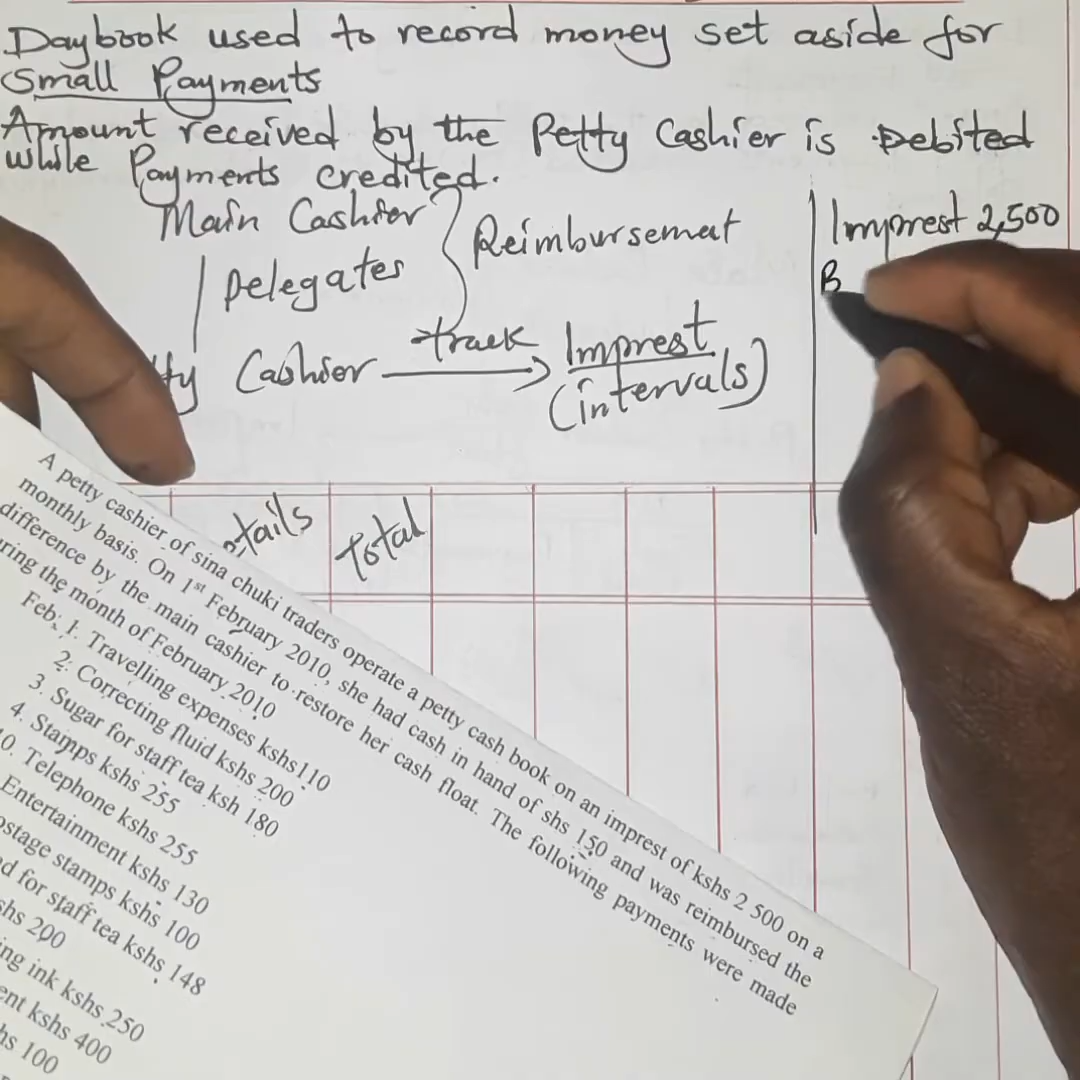 Daybook used to record money set aside for
Small Payments
Amount received by the Petty Cashier is Debited
while Payments credited.
Main Cashier
Reimbursemet
Imprest 2,500
B
Delegates
Cashier
track
Imprest
(intervals)
Total
A petty cashier of sina chuki traders operate a petty cash book on an imprest of kshs 2 500 on a
monthly basis. On 1st February 2010, she had cash in hand of shs 150 and was reimbursed the
difference by the main cashier to restore her cash float. The following payments were made
the month of February 2010
Feb: 1. Travelling expenses kshs110
2. Correcting fluid kshs 200
3. Sugar for staff tea ksh 180
4. Stamps kshs 255
Telephone kshs 255
Entertainment kshs 130
stamps kshs 100
for staff tea kshs 148
200
ink kshs 250
kshs 400
100